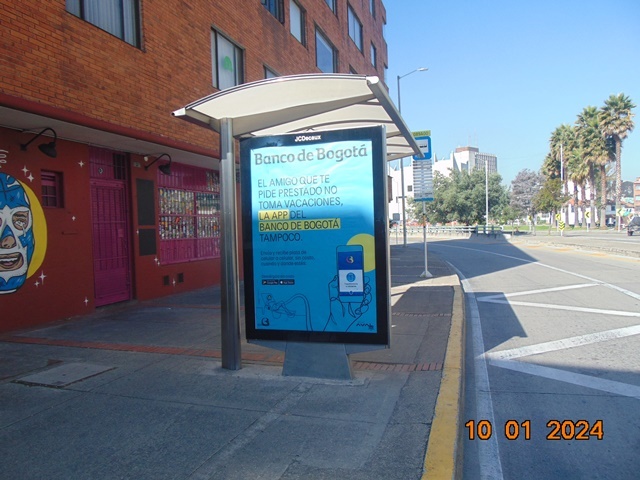 JCDecaux
Banco de Bogotá
EL AMIGO QUE TE
PIDE PRESTADO NO
TOMA VACACIONES,
LA APP DEL
BANCO DE BOGOTÁ
TAMPOCO.
10 01 2024